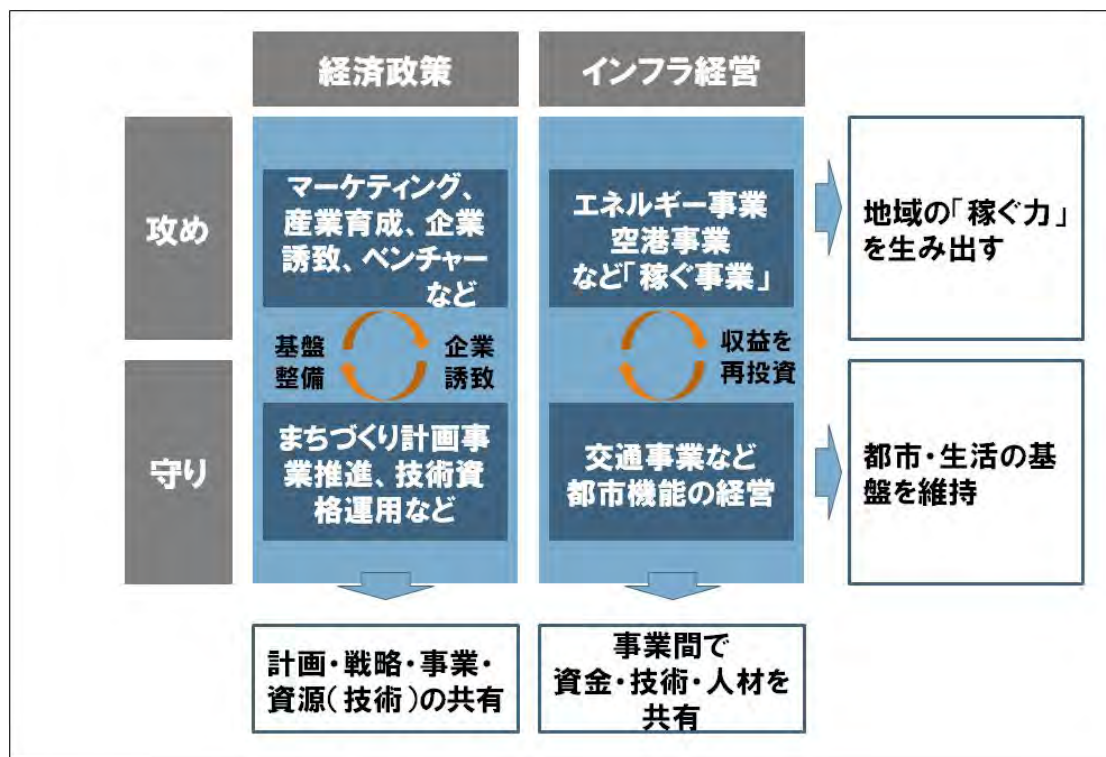 経済政策
インフラ経営
攻め
マーケティング、
産業育成、企業
誘致、ベンチャー
など
エネルギー事業
空港事業
など「稼ぐ事業」
地域の「稼ぐ力」
を生み出す
基盤
整備
企業
誘致
収益を
再投資
守り
まちづくり計画事
業推進、技術資
格運用など
交通事業など
都市機能の経営
都市・生活の基
盤を維持
計画・戦略・事業・
資源(技術)の共有
事業間で
資金・技術・人材を
共有